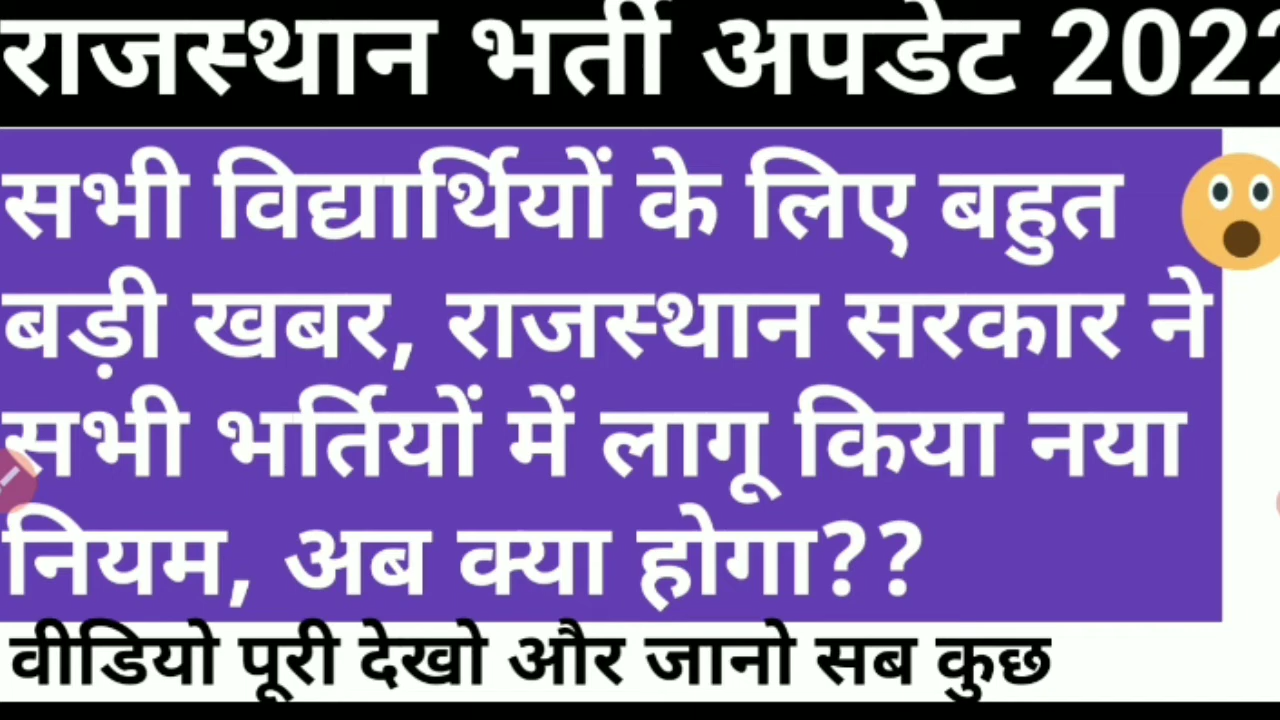 राजस्थान भर्ती अपडेट 2022
सभी विद्यार्थियों के लिए बहुत
बड़ी खबर, राजस्थान सरकार ने
सभी भर्तियों में लागू किया नया
नियम, अब क्या होगा??
वीडियो पूरी देखो और जानो सब कुछ